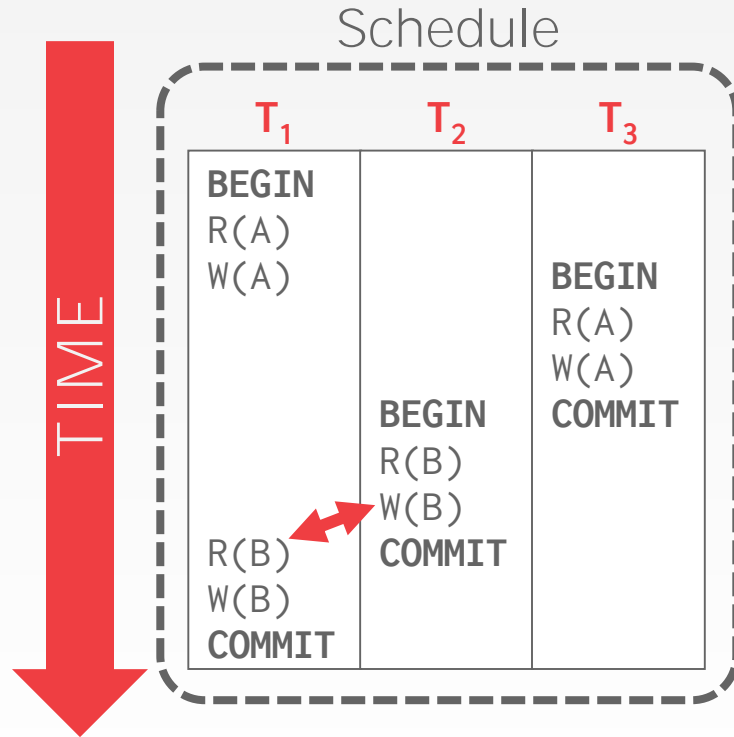 Schedule
TIME
T1 T2 T3
BEGIN
R(A)
W(A) BEGIN
R(A)
W(A)
BEGIN COMMIT
R(B)
W(B)
R(B) COMMIT
W(B)
COMMIT